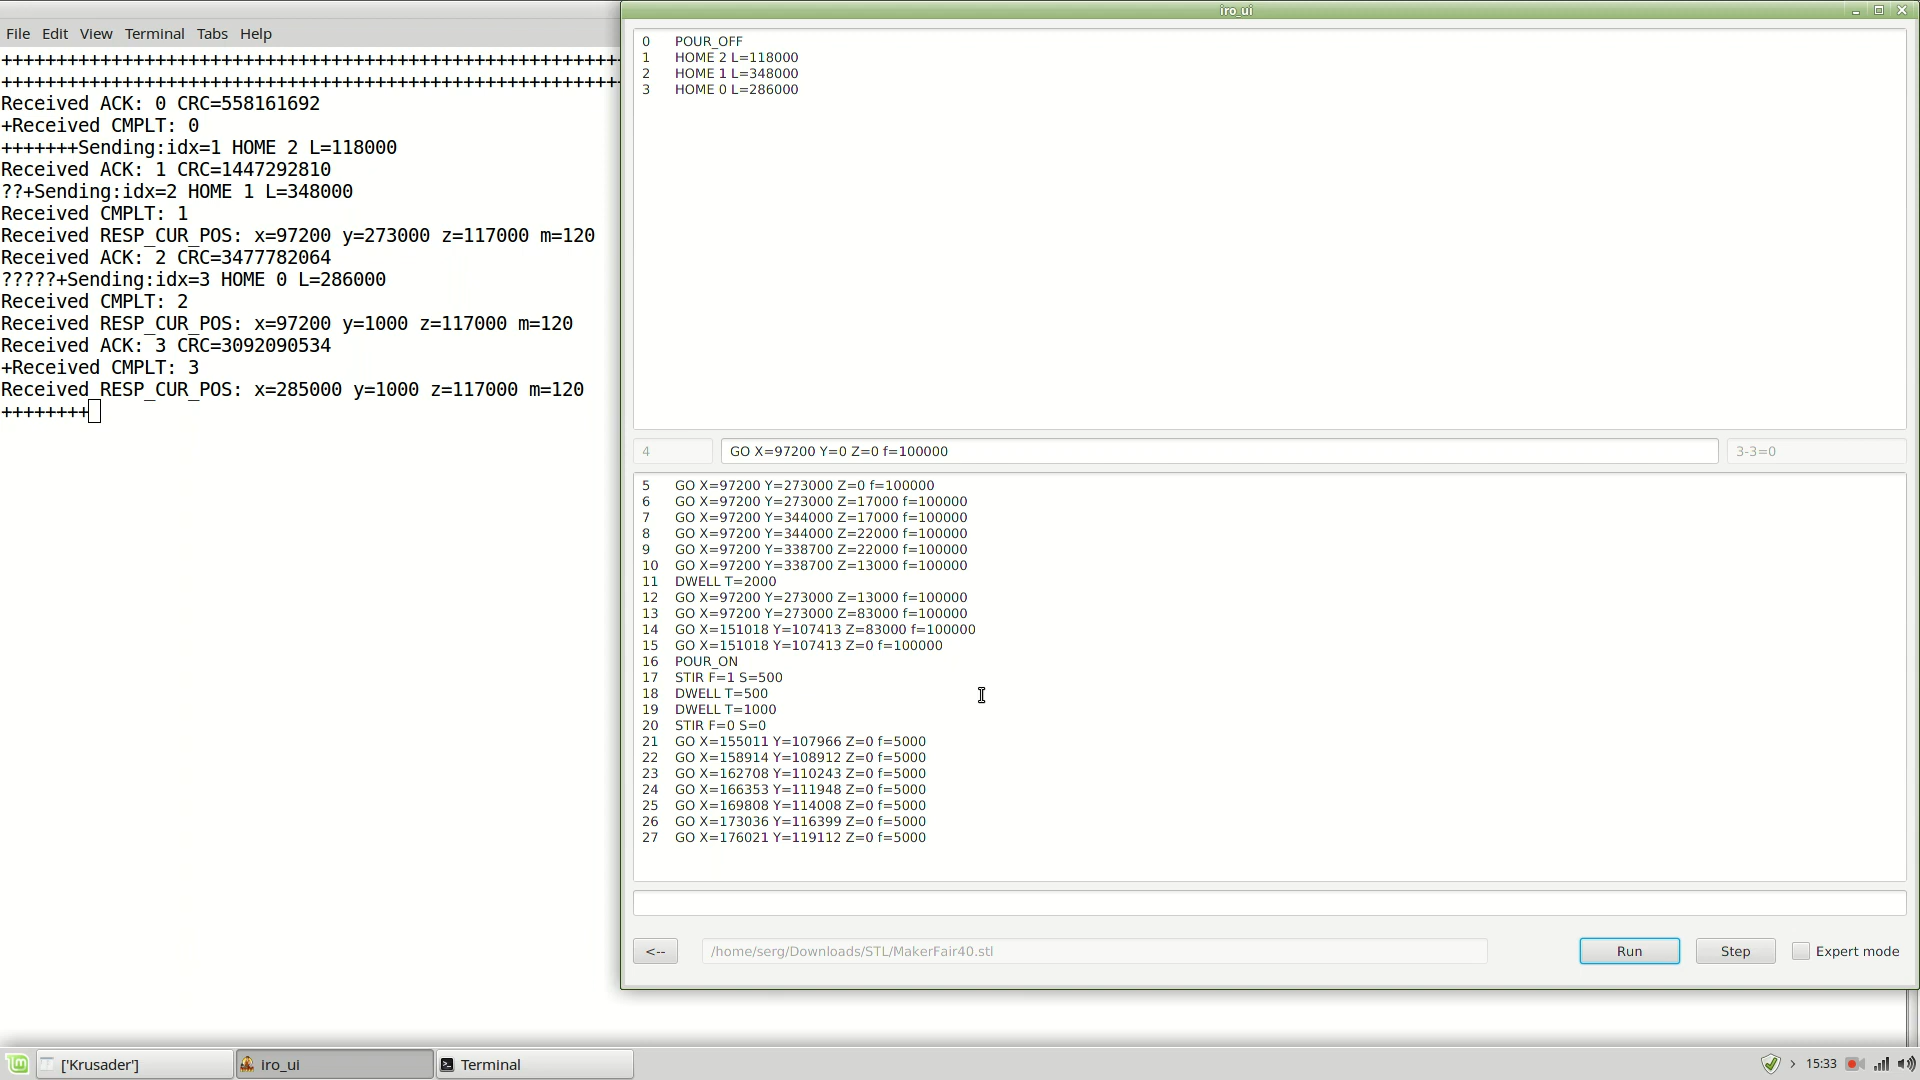 iro_ui
File Edit View Terminal Tabs Help
++++++++++++++++++++++++++++++++++++++++++++++++++++++++
++++++++++++++++++++++++++++++++++++++++++++++++++++++++
Received ACK: 0 CRC=558161692
+Received CMPLT: 0
+++++++Sending:idx=1 HOME 2 L=118000
Received ACK: 1 CRC=1447292810
??+Sending:idx=2 HOME 1 L=348000
Received CMPLT: 1
Received RESP_CUR_POS: x=97200 y=273000 z=117000 m=120
Received ACK: 2 CRC=3477782064
?????+Sending:idx=3 HOME 0 L=286000
Received CMPLT: 2
Received RESP_CUR_POS: x=97200 y=1000 z=117000 m=120
Received ACK: 3 CRC=3092090534
+Received CMPLT: 3
Received RESP_CUR_POS: x=285000 y=1000 z=117000 m=120
++++++++
0 POUR_OFF
1 HOME 2 L=118000
2 HOME 1 L=348000
3 HOME 0 L=286000
4 GO X=97200 Y=0 Z=0 f=100000 3-3=0
5 GO X=97200 Y=273000 Z=0 f=100000
6 GO X=97200 Y=273000 Z=17000 f=100000
7 GO X=97200 Y=344000 Z=17000 f=100000
8 GO X=97200 Y=344000 Z=22000 f=100000
9 GO X=97200 Y=338700 Z=22000 f=100000
10 GO X=97200 Y=338700 Z=13000 f=100000
11 DWELL T=2000
12 GO X=97200 Y=273000 Z=13000 f=100000
13 GO X=97200 Y=273000 Z=83000 f=100000
14 GO X=151018 Y=107413 Z=83000 f=100000
15 GO X=151018 Y=107413 Z=0 f=100000
16 POUR_ON
17 STIR F=1 S=500
18 DWELL T=500
19 DWELL T=1000
20 STIR F=0 S=0
21 GO X=155011 Y=107966 Z=0 f=5000
22 GO X=158914 Y=108912 Z=0 f=5000
23 GO X=162708 Y=110243 Z=0 f=5000
24 GO X=166353 Y=111948 Z=0 f=5000
25 GO X=169808 Y=114008 Z=0 f=5000
26 GO X=173036 Y=116399 Z=0 f=5000
27 GO X=176021 Y=119112 Z=0 f=5000
<-- /home/serg/Downloads/STL/MakerFair40.stl Run Step Expert mode
['Krusader'] iro_ui Terminal 15:33